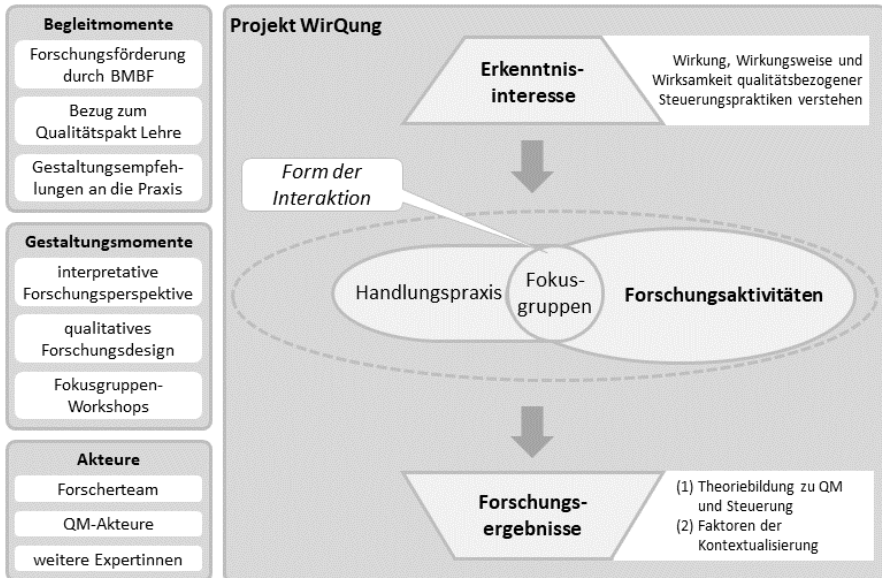 Begleitmomente
Forschungsförderung
durch BMBF
Bezug zum
Qualitätspakt Lehre
Gestaltungsempfeh-
lungen an die Praxis
Gestaltungsmomente
interpretative
Forschungsperspektive
qualitatives
Forschungsdesign
Fokusgruppen-
Workshops
Akteure
Forscherteam
QM-Akteure
weitere Expertinnen
Projekt WirQung
Erkenntnis-
interesse
Wirkung, Wirkungsweise und
Wirksamkeit qualitätsbezogener
Steuerungspraktiken verstehen
Form der
Interaktion
Handlungspraxis
Fokus-
gruppen
Forschungsaktivitäten
Forschungs-
ergebnisse
(1) Theoriebildung zu QM
und Steuerung
(2) Faktoren der
Kontextualisierung